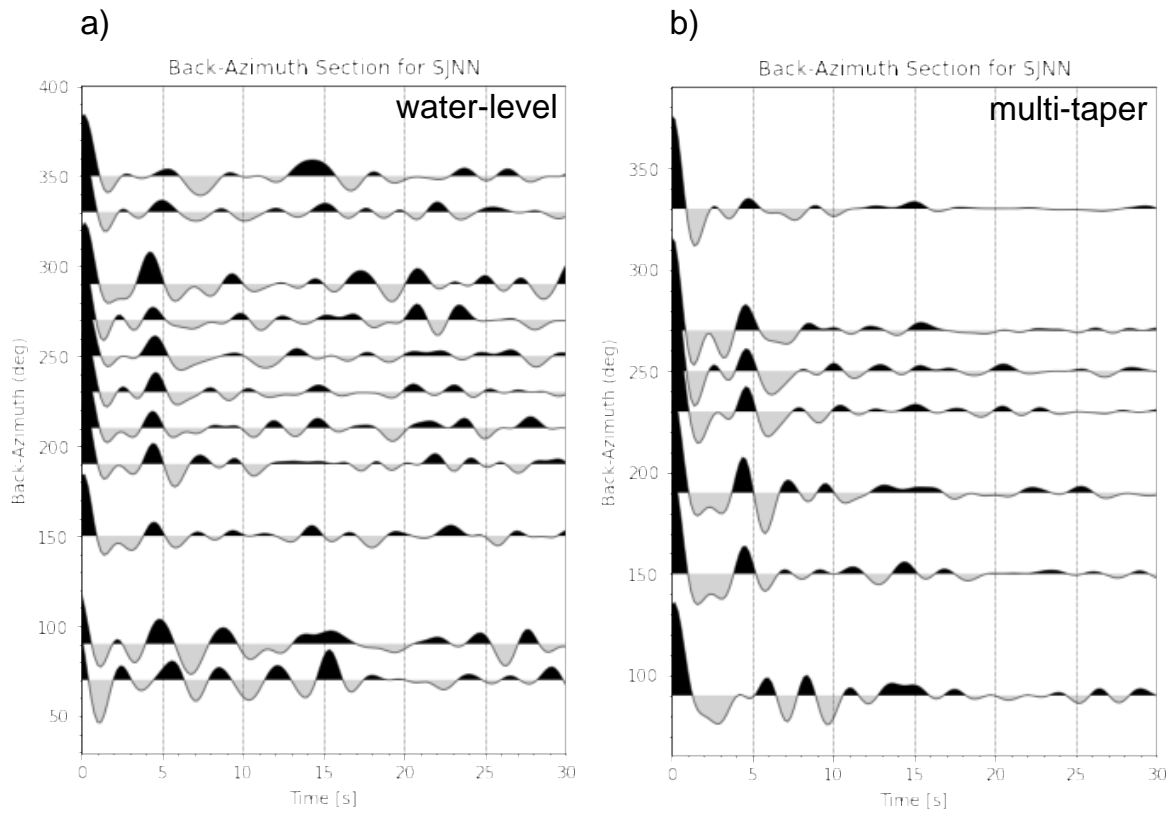 a)
Back-Azimuth Section for SJNN
water-level
Back-Azimuth (deg)
400
350
300
250
200
150
100
50
0 5 10 15 20 25 30
Time [s]
b)
Back-Azimuth Section for SJNN
multi-taper
Back-Azimuth (deg)
350
300
250
200
150
100
0 5 10 15 20 25 30
Time [s]